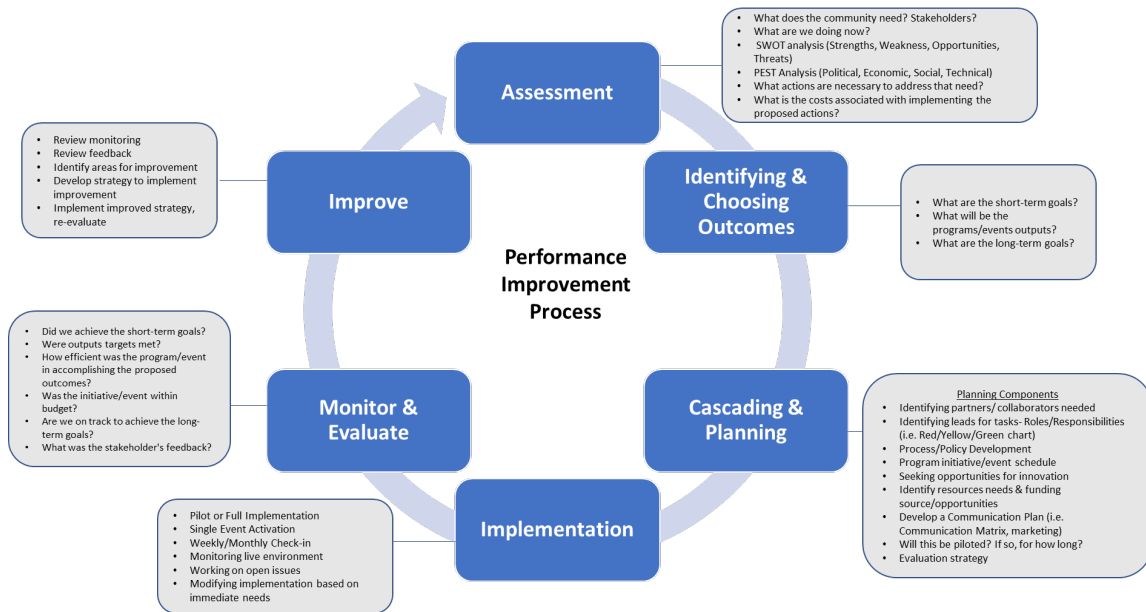 • What does the community need? Stakeholders?
• What are we doing now?
• SWOT analysis (Strengths, Weakness, Opportunities,
Threats)
• PEST Analysis (Political, Economic, Social, Technical)
• What actions are necessary to address that need?
• What is the costs associated with implementing the
proposed actions?
Assessment
Identifying &
Choosing
Outcomes
• What are the short-term goals?
• What will be the
programs/events outputs?
• What are the long-term goals?
Cascading &
Planning
Planning Components
• Identifying partners/ collaborators needed
• Identifying leads for tasks- Roles/Responsibilities
(i.e. Red/Yellow/Green chart)
• Process/Policy Development
• Program initiative/event schedule
• Seeking opportunities for innovation
• Identify resources needs & funding
source/opportunities
• Develop a Communication Plan (i.e.
Communication Matrix, marketing)
• Will this be piloted? If so, for how long?
• Evaluation strategy
Implementation
• Pilot or Full Implementation
• Single Event Activation
• Weekly/Monthly Check-in
• Monitoring live environment
• Working on open issues
• Modifying implementation based on
immediate needs
Monitor &
Evaluate
• Did we achieve the short-term goals?
• Were outputs targets met?
• How efficient was the program/event
in accomplishing the proposed
outcomes?
• Was the initiative/event within
budget?
• Are we on track to achieve the long-
term goals?
• What was the stakeholder's feedback?
Improve
• Review monitoring
• Review feedback
• Identify areas for improvement
• Develop strategy to implement
improvement
• Implement improved strategy,
re-evaluate
Performance
Improvement
Process